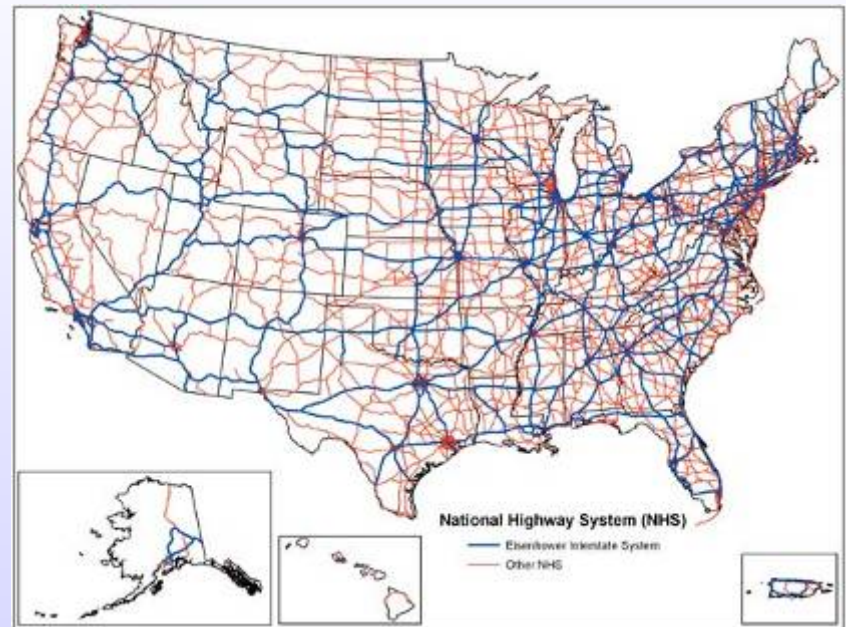 National Highway System (NHS)
Eisenhower Interstate System
Other NHS